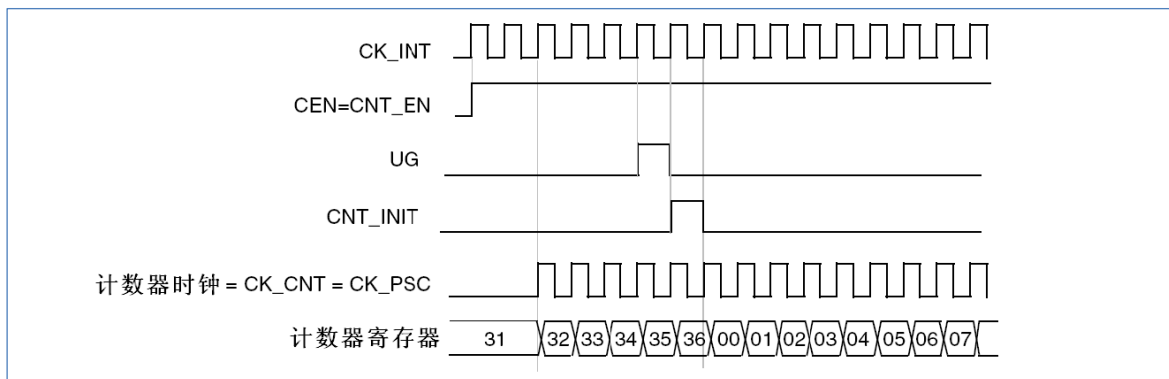 CK_INT
CEN=CNT_EN
UG
CNT_INIT
计数器时钟 = CK_CNT = CK_PSC
计数器寄存器 31 32 33 34 35 36 00 01 02 03 04 05 06 07